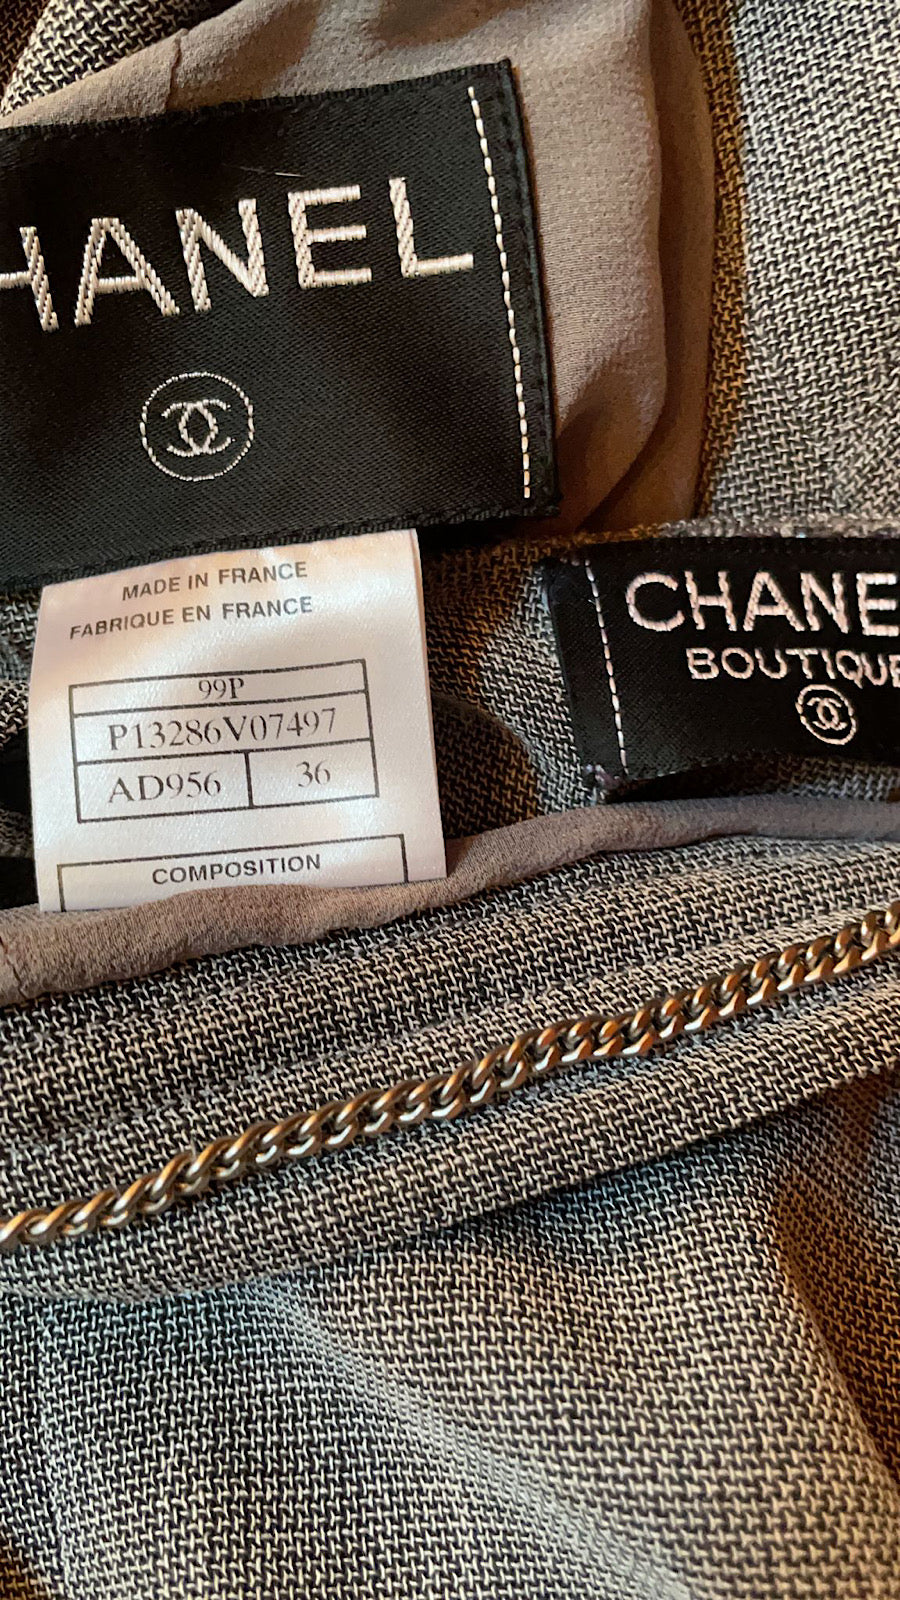 HANEL
MADE IN FRANCE
FABRIQUE EN FRANCE
99P
P13286V07497
AD956 36
COMPOSITION
CHANE
BOUTIQUE